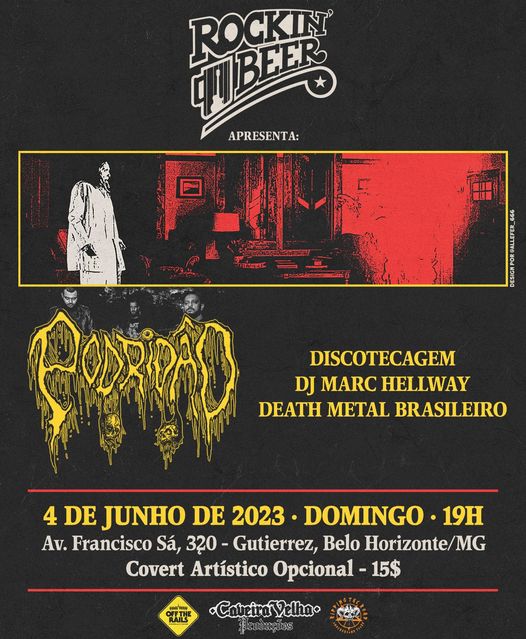 ROCKIN'
BEER
APRESENTA:
DESIGN POR @ALLEFER_666
PODRIDÃO
DISCOTECAGEM
DJ MARC HELLWAY
DEATH METAL BRASILEIRO
4 DE JUNHO DE 2023 · DOMINGO · 19H
Av. Francisco Sá, 320 - Gutierrez, Belo Horizonte/MG
Covert Artístico Opcional - 15$
OFF THE
RAILS
Caveira Velha
Produções